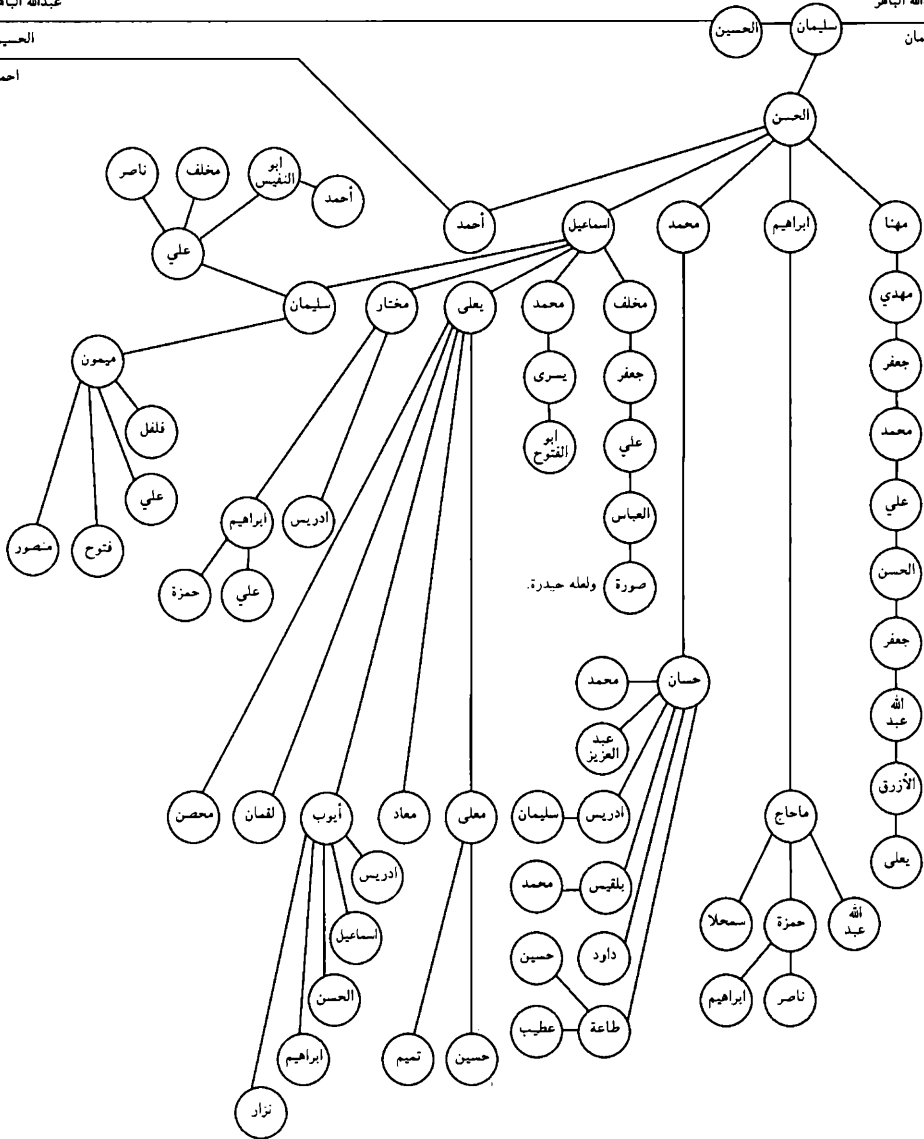 عبدالله الباهر
سليمان
الحسين
الحسن
مهنا
ابراهيم
محمد
اسماعيل
أحمد
ابو
النفيس
أحمد
مخلف
ناصر
علي
مهدي
مخلف
محمد
يعلى
مختار
سليمان
جعفر
جعفر
يسرى
ميمون
محمد
علي
ابو
الفتوح
فلفل
علي
العباس
ادريس
ابراهيم
علي
الحسن
صورة
ولعله حيدرة.
علي
حمزة
فتوح
منصور
جعفر
حسان
محمد
الله
عبد
عبد
العزيز
الأزرق
ماحاج
ادريس
سليمان
معلى
معاد
أيوب
لقمان
محصن
يعلى
بلقيس
محمد
ادريس
الله
عبد
حمزة
سمحلا
داود
حسين
اسماعيل
ناصر
ابراهيم
طاعة
عطيب
الحسن
حسين
تميم
ابراهيم
نزار